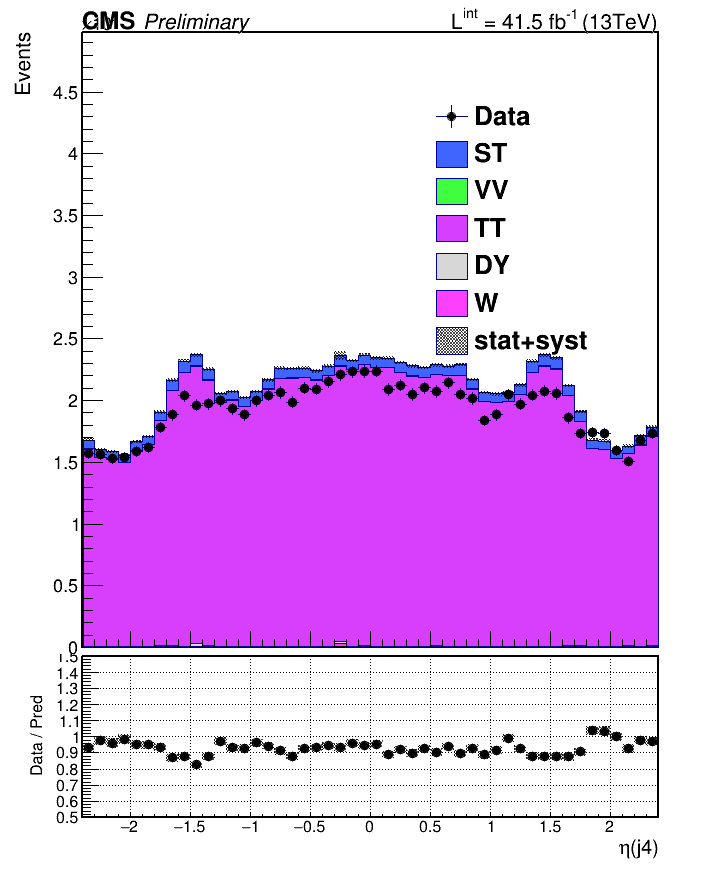 CMS Preliminary
L^int = 41.5 fb^-1 (13TeV)
Events
4.5
4
3.5
3
2.5
2
1.5
1
0.5
0
Data
ST
VV
TT
DY
W
stat+syst
Data / Pred
1.5
1.4
1.3
1.2
1.1
1
0.9
0.8
0.7
0.6
0.5
−2 −1.5 −1 −0.5 0 0.5 1 1.5 2
η(j4)